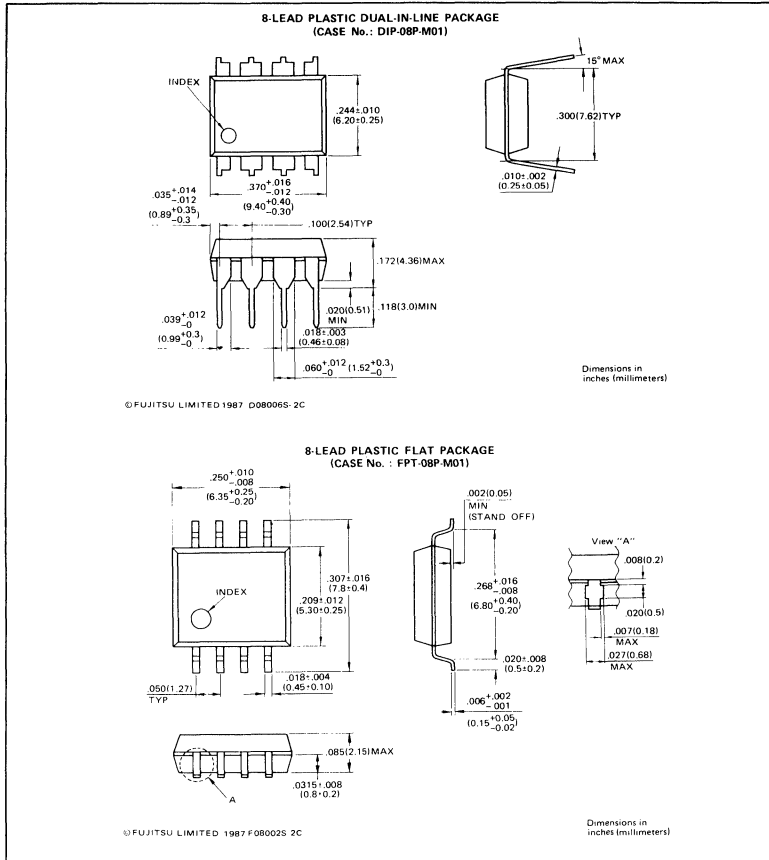 8-LEAD PLASTIC DUAL-IN-LINE PACKAGE
(CASE No.: DIP-08P-M01)
INDEX
.244±.010
(6.20±0.25)
15° MAX
.300(7.62)TYP
.010±.002
(0.25±0.05)
.035 +.014 -.012
(0.89 +0.35 -0.3)
.370 +.016 -.012
(9.40 +0.40 -0.30)
.100(2.54)TYP
.172(4.36)MAX
.118(3.0)MIN
.020(0.51)
MIN
.039 +.012 -0
(0.99 +0.3 -0)
.018±.003
(0.46±0.08)
.060 +.012 -0 (1.52 +0.3 -0)
Dimensions in
inches (millimeters)
©FUJITSU LIMITED 1987 D08006S-2C
8-LEAD PLASTIC FLAT PACKAGE
(CASE No. : FPT-08P-M01)
.250 +.010 -.008
(6.35 +0.25 -0.20)
INDEX
.307±.016
(7.8±0.4)
.209±.012
(5.30±0.25)
.050(1.27)
TYP
.018±.004
(0.45±0.10)
.002(0.05)
MIN
(STAND OFF)
.268 +.016 -.008
(6.80 +0.40 -0.20)
.020±.008
(0.5±0.2)
.006 +.002 -.001
(0.15 +0.05 -0.02)
View "A"
.008(0.2)
.020(0.5)
.007(0.18)
MAX
.027(0.68)
MAX
.085(2.15)MAX
.0315±.008
(0.8±0.2)
A
©FUJITSU LIMITED 1987 F08002S 2C
Dimensions in
inches (millimeters)